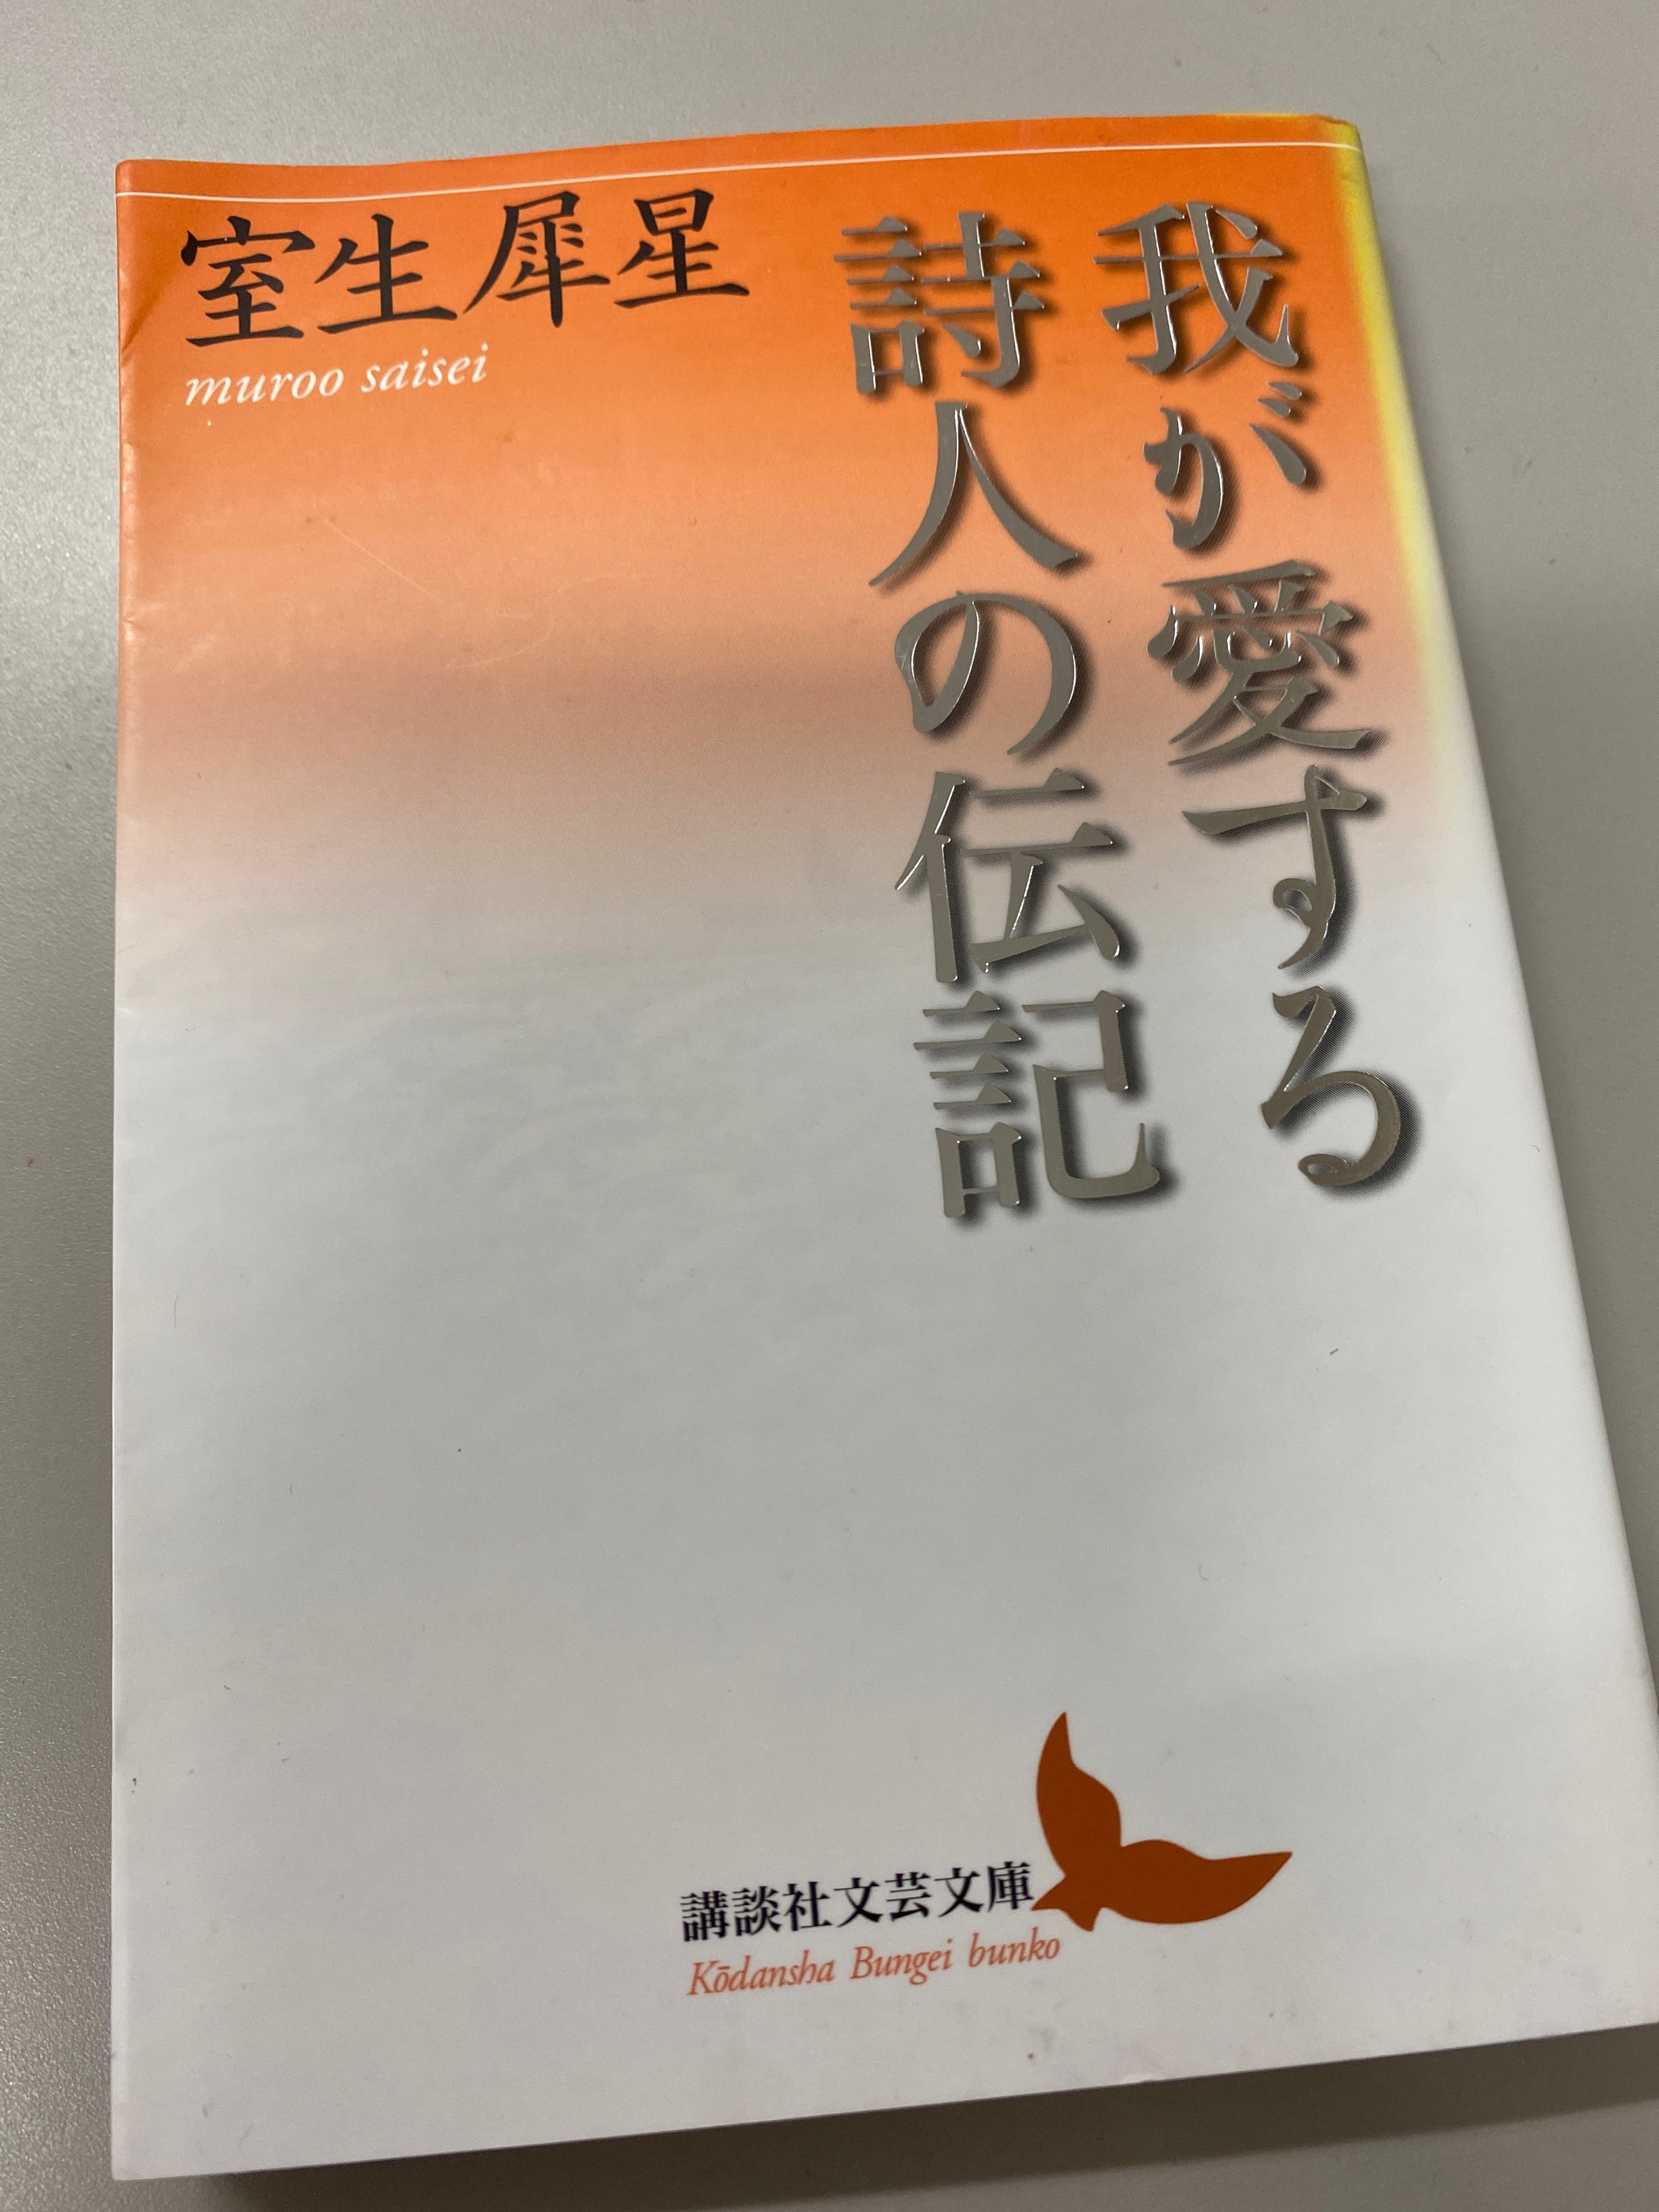 我が愛する
詩人の伝記
室生犀星
muroo saisei
講談社文芸文庫
Kōdansha Bungei bunko